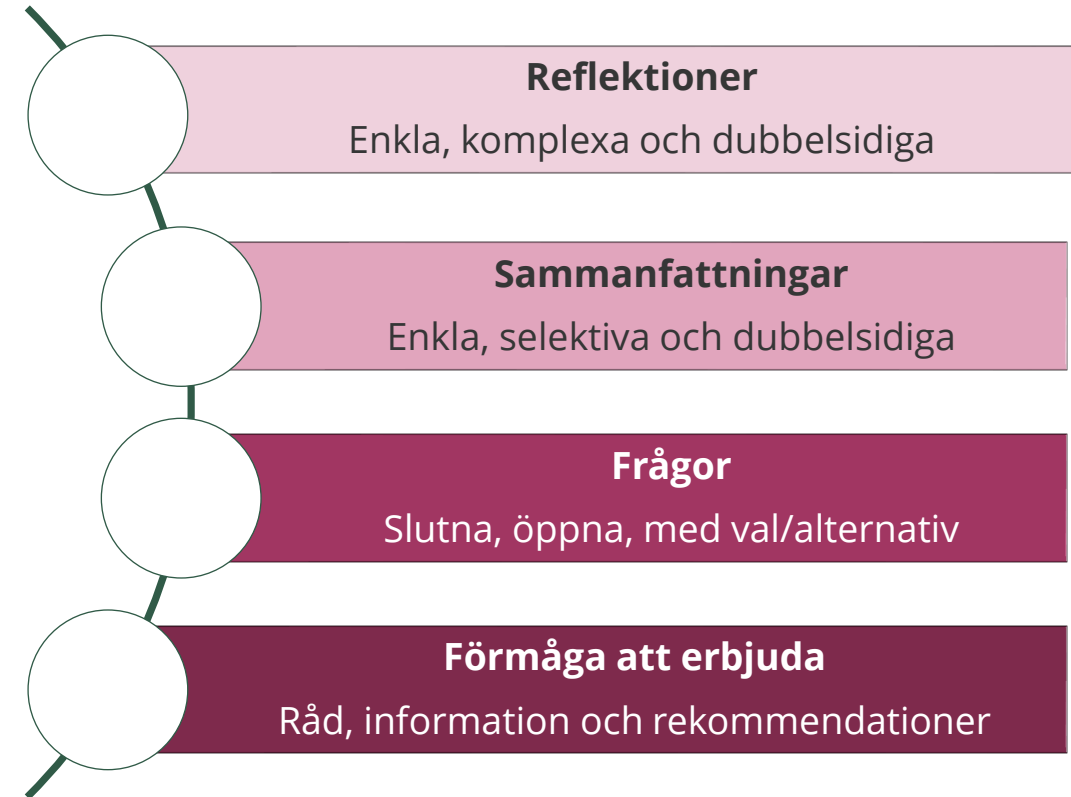 Reflektioner
Enkla, komplexa och dubbelsidiga
Sammanfattningar
Enkla, selektiva och dubbelsidiga
Frågor
Slutna, öppna, med val/alternativ
Förmåga att erbjuda
Råd, information och rekommendationer